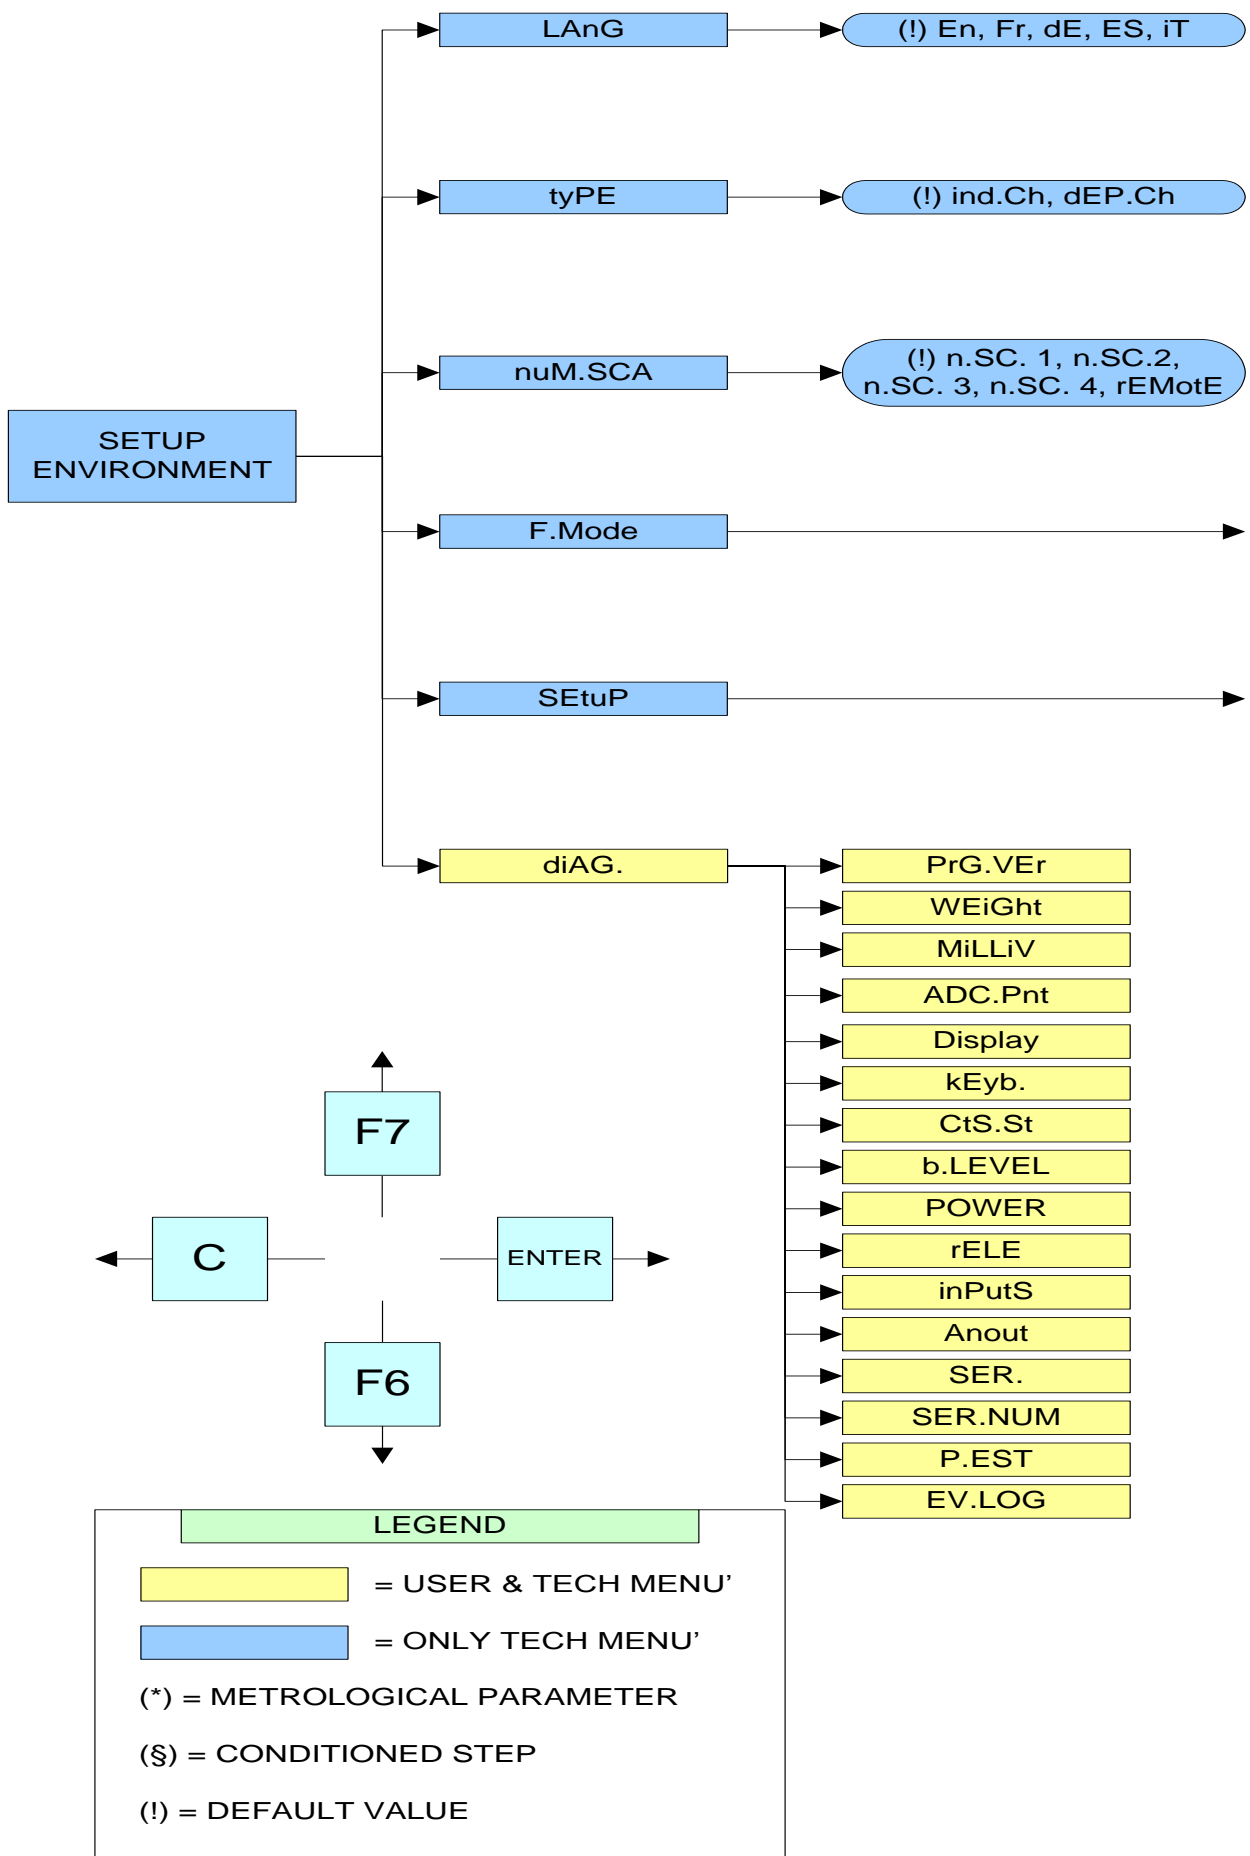 LAnG
(!) En, Fr, dE, ES, iT
tyPE
(!) ind.Ch, dEP.Ch
nuM.SCA
(!) n.SC. 1, n.SC.2,
n.SC. 3, n.SC. 4, rEMotE
SETUP
ENVIRONMENT
F.Mode
SEtuP
diAG.
PrG.VEr
WEiGht
MiLLiV
ADC.Pnt
Display
kEyb.
CtS.St
b.LEVEL
POWER
rELE
inPutS
Anout
SER.
SER.NUM
P.EST
EV.LOG
F7
C
ENTER
F6
LEGEND
= USER & TECH MENU’
= ONLY TECH MENU’
(*) = METROLOGICAL PARAMETER
(§) = CONDITIONED STEP
(!) = DEFAULT VALUE